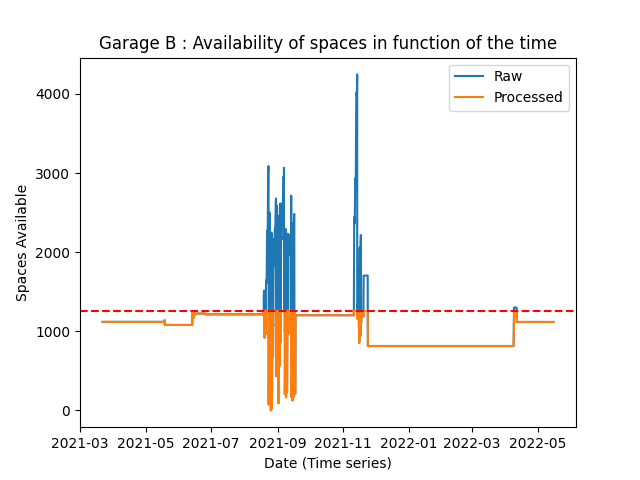 Garage B : Availability of spaces in function of the time
Raw
Processed
4000
3000
2000
1000
0
Spaces Available
2021-03
2021-05
2021-07
2021-09
2021-11
2022-01
2022-03
2022-05
Date (Time series)